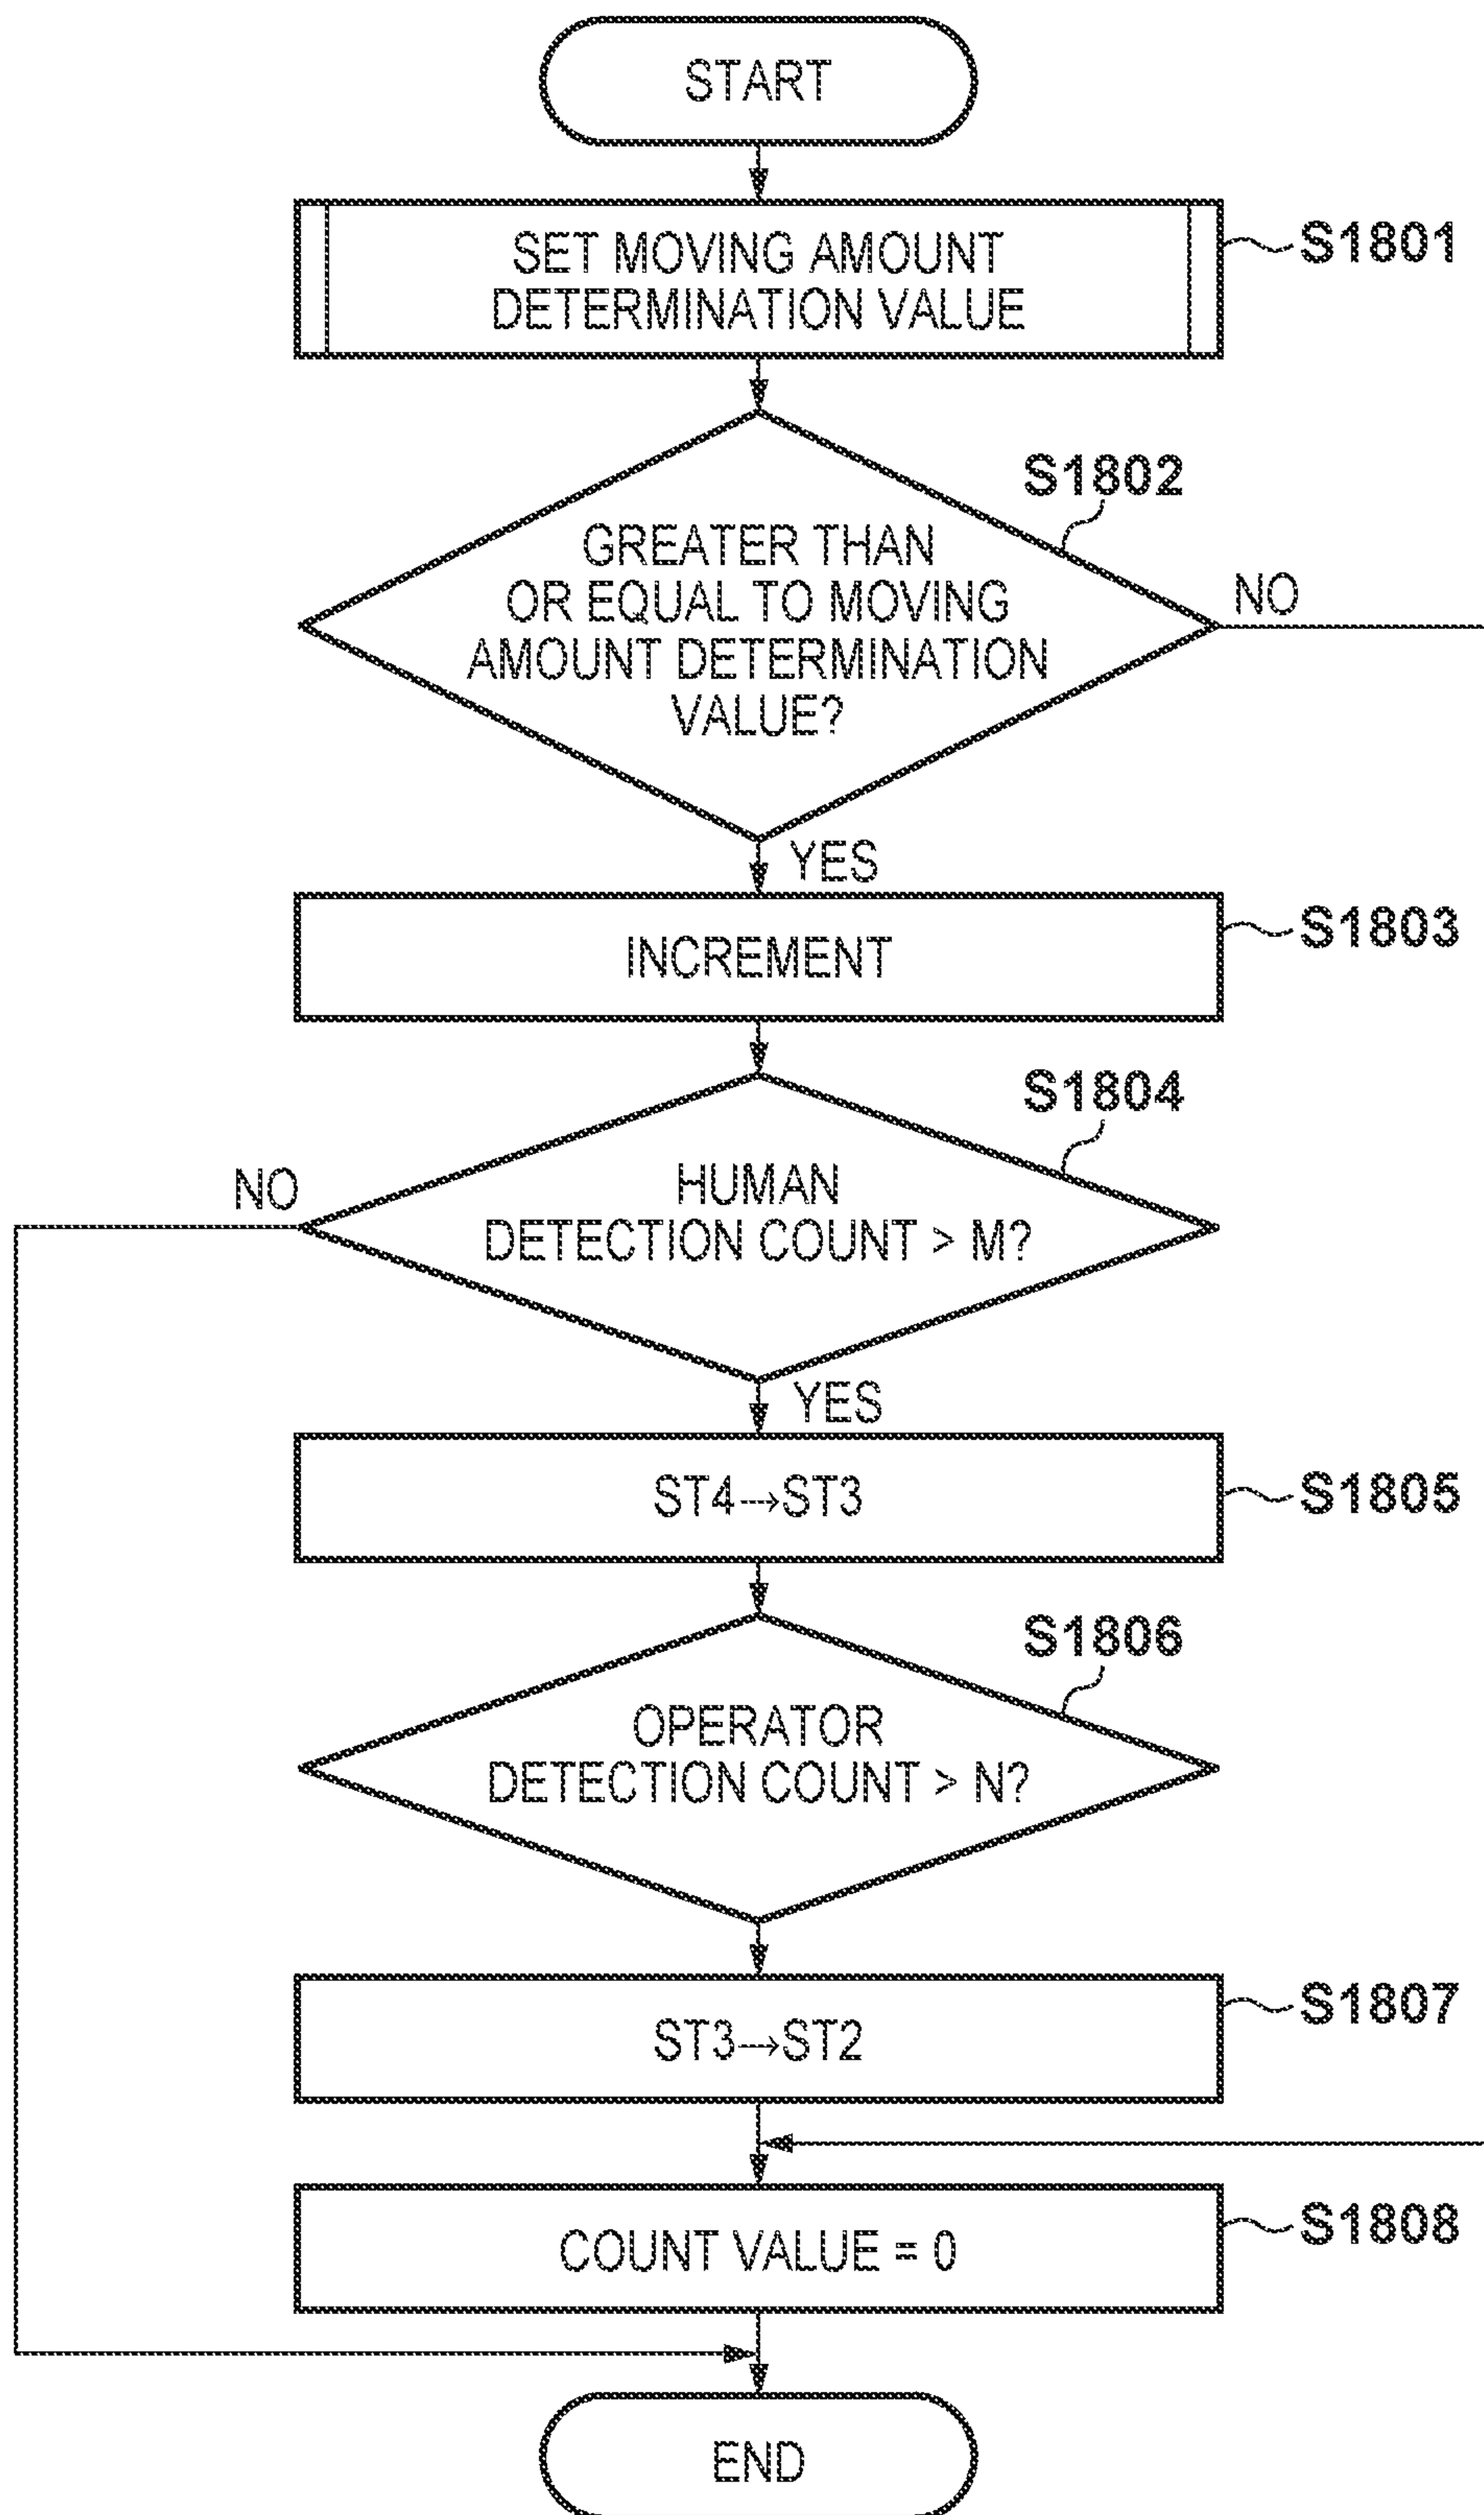 START
SET MOVING AMOUNT
DETERMINATION VALUE
S1801
S1802
GREATER THAN
OR EQUAL TO MOVING
AMOUNT DETERMINATION
VALUE?
NO
YES
INCREMENT
S1803
S1804
HUMAN
DETECTION COUNT > M?
NO
YES
ST4→ST3
S1805
S1806
OPERATOR
DETECTION COUNT > N?
ST3→ST2
S1807
COUNT VALUE = 0
S1808
END